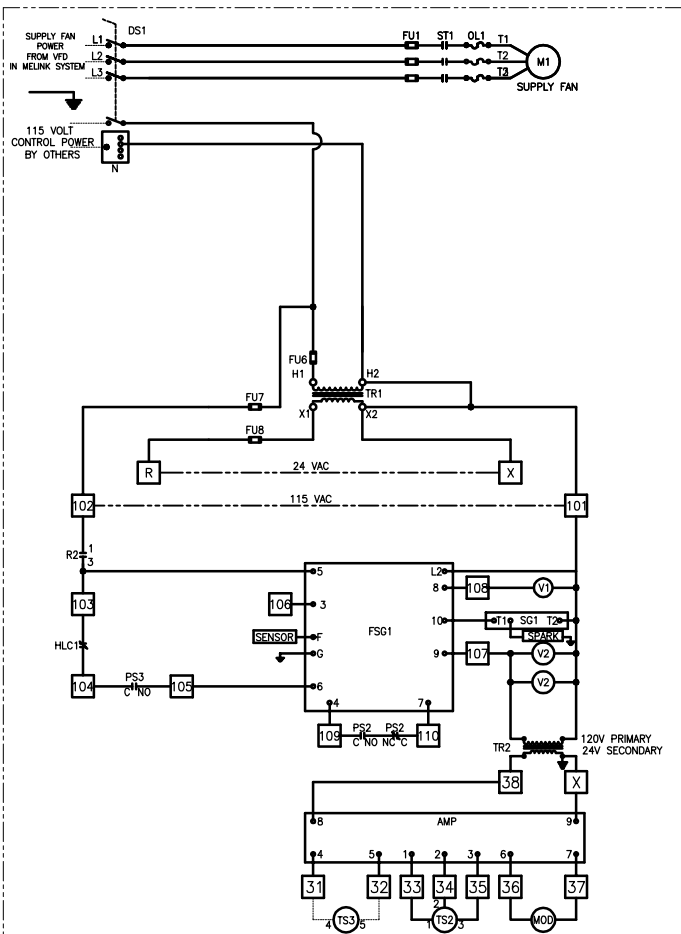 DS1
SUPPLY FAN
POWER
FROM VFD
IN MELINK SYSTEM
L1
L2
L3
FU1 ST1 OL1
T1
T2
T3
M1
SUPPLY FAN
115 VOLT
CONTROL POWER
BY OTHERS
N
FU6
H1 H2
TR1
FU7
X1 X2
FU8
R 24 VAC X
102 115 VAC 101
R2 1
3
5 L2
8 108 V1
103 106 3 FSG1 10 T1 SG1 T2
SENSOR F SPARK
HLC1 G 9 107 V2
104 PS3 105 6 V2
C NO
4 7
109 PS2 PS2 110
C NO NC C
TR2 120V PRIMARY
24V SECONDARY
38 X
8 AMP 9
4 5 1 2 3 6 7
31 32 33 34 35 36 37
2
4 TS3 5 1 TS2 3 MOD